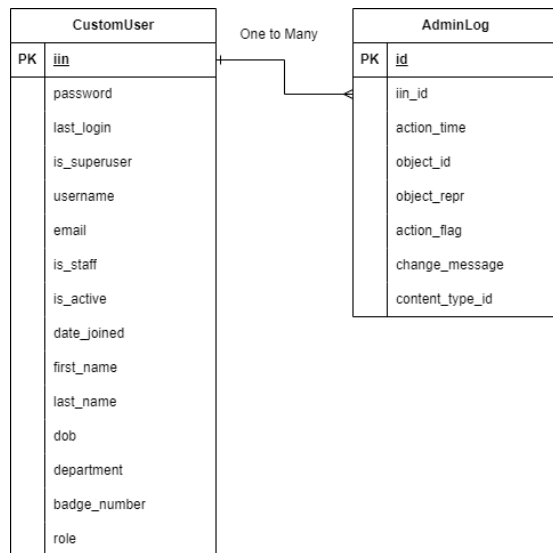 CustomUser
PK iin
password
last_login
is_superuser
username
email
is_staff
is_active
date_joined
first_name
last_name
dob
department
badge_number
role
One to Many
AdminLog
PK id
iin_id
action_time
object_id
object_repr
action_flag
change_message
content_type_id